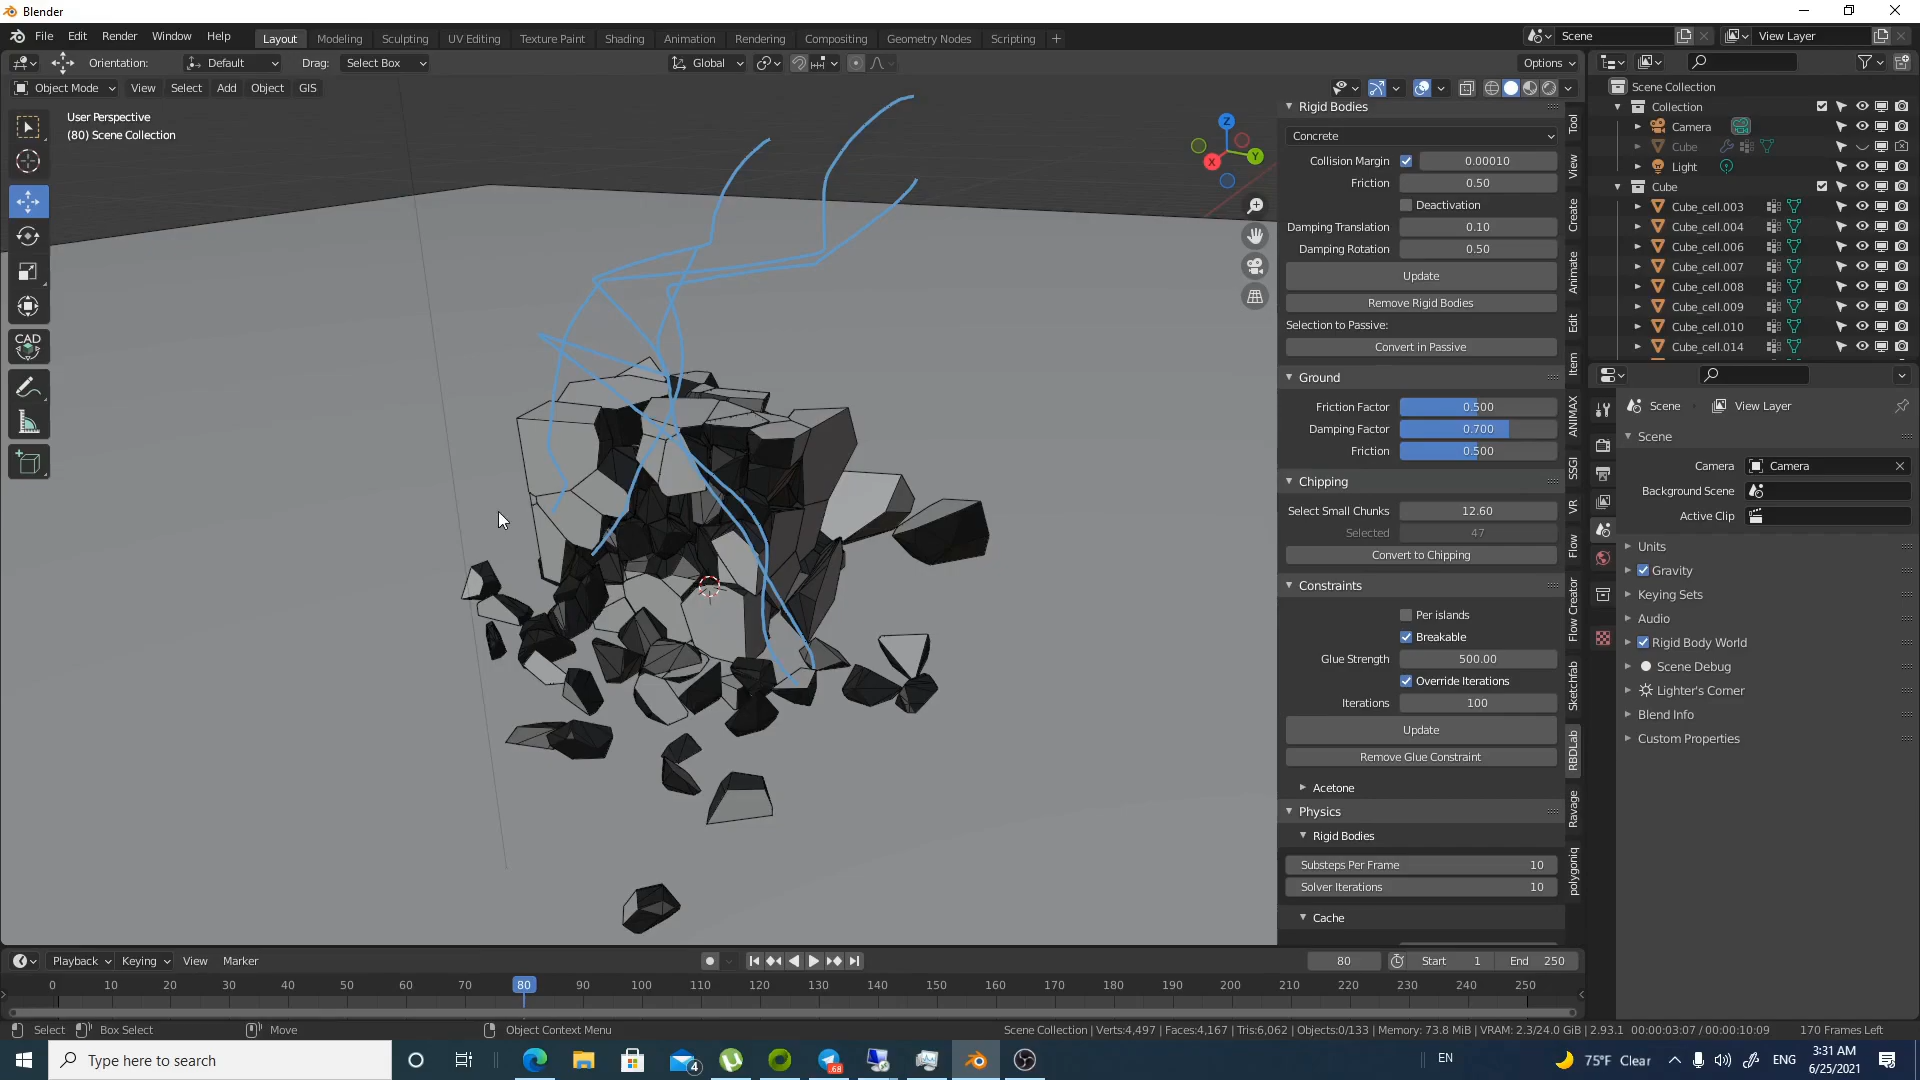 Blender
File Edit Render Window Help Layout Modeling Sculpting UV Editing Texture Paint Shading Animation Rendering Compositing Geometry Nodes Scripting + Scene View Layer
Orientation: Default Drag: Select Box Global Options
Object Mode View Select Add Object GIS
User Perspective
(80) Scene Collection
CAD
X Y Z
Rigid Bodies
Concrete
Collision Margin 0.00010
Friction 0.50
Deactivation
Damping Translation 0.10
Damping Rotation 0.50
Update
Remove Rigid Bodies
Selection to Passive:
Convert in Passive
Ground
Friction Factor 0.500
Damping Factor 0.700
Friction 0.500
Chipping
Select Small Chunks 12.60
Selected 47
Convert to Chipping
Constraints
Per islands
Breakable
Glue Strength 500.00
Override Iterations
Iterations 100
Update
Remove Glue Constraint
Acetone
Physics
Rigid Bodies
Substeps Per Frame 10
Solver Iterations 10
Cache
Tool
View
Create
Animate
Edit
Item
ANIMAX
SSGI
VR
Flow
Flow Creator
Sketchfab
RBDLab
Ravage
polygoniq
Scene Collection
Collection
Camera
Cube
Light
Cube
Cube_cell.003
Cube_cell.004
Cube_cell.006
Cube_cell.007
Cube_cell.008
Cube_cell.009
Cube_cell.010
Cube_cell.014
Scene View Layer
Scene
Camera Camera
Background Scene
Active Clip
Units
Gravity
Keying Sets
Audio
Rigid Body World
Scene Debug
Lighter's Corner
Blend Info
Custom Properties
Playback Keying View Marker 80 Start 1 End 250
0 10 20 30 40 50 60 70 80 90 100 110 120 130 140 150 160 170 180 190 200 210 220 230 240 250
Select Box Select Move Object Context Menu Scene Collection | Verts:4,497 | Faces:4,167 | Tris:6,062 | Objects:0/133 | Memory: 73.8 MiB | VRAM: 2.3/24.0 GiB | 2.93.1 00:00:03:07 / 00:00:10:09 170 Frames Left
Type here to search 4 68 EN 75°F Clear ENG 3:31 AM
6/25/2021